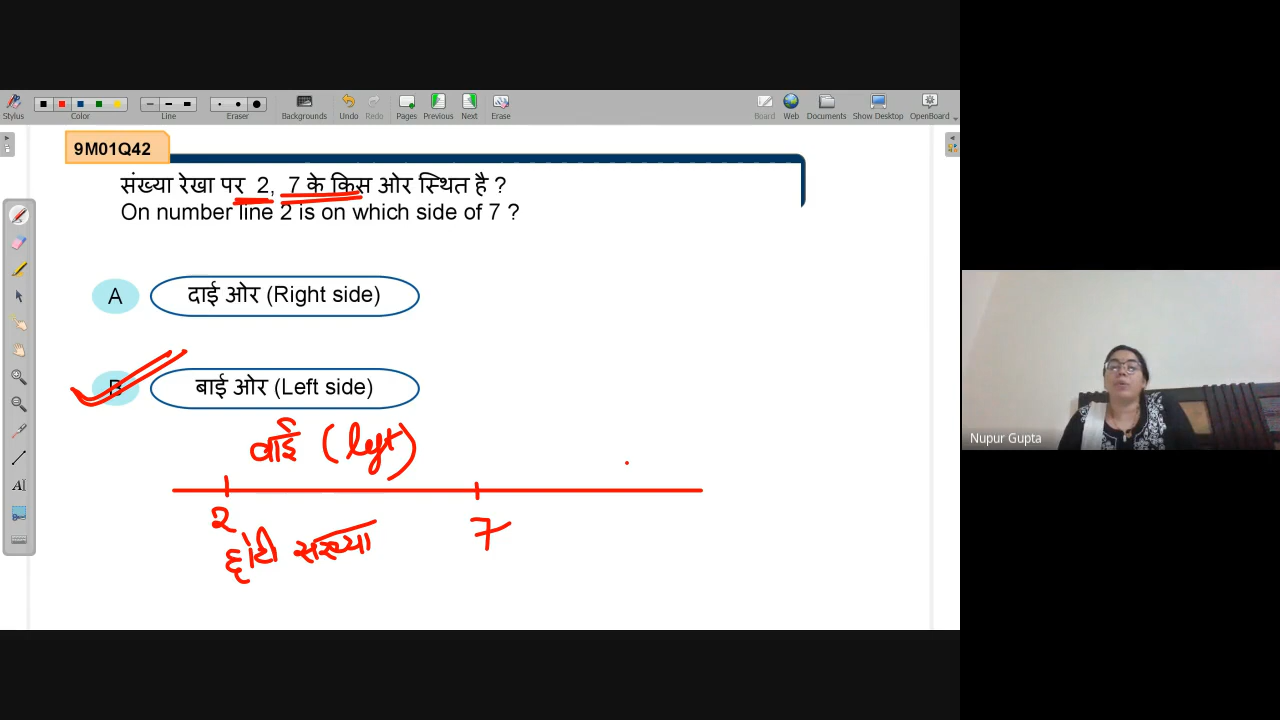 Stylus
Color
Line
Eraser
Backgrounds
Undo
Redo
Pages
Previous
Next
Erase
Board
Web
Documents
Show Desktop
OpenBoard
9M01Q42
संख्या रेखा पर 2, 7 के किस ओर स्थित है ?
On number line 2 is on which side of 7 ?
A दाई ओर (Right side)
B बाई ओर (Left side)
बाई (left)
2 7
छोटी संख्या
Nupur Gupta